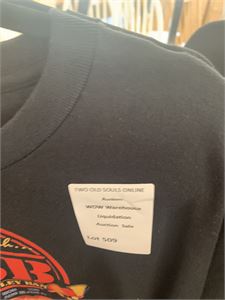 TWO OLD SOULS ONLINE
Auction
WOW Warehouse
Liquidation
Auction Sale
Lot 509